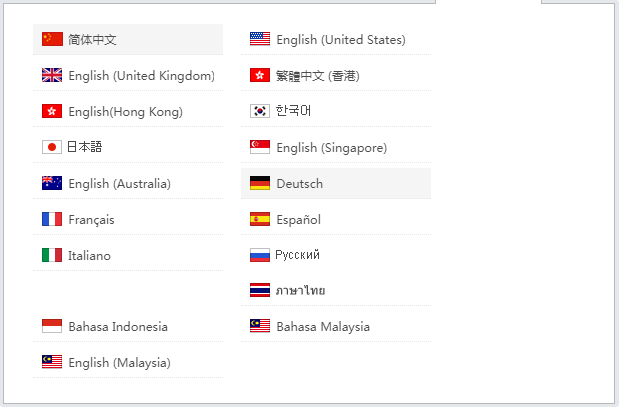 简体中文
English (United States)
English (United Kingdom)
繁體中文 (香港)
English(Hong Kong)
한국어
日本語
English (Singapore)
English (Australia)
Deutsch
Français
Español
Italiano
Русский
ภาษาไทย
Bahasa Indonesia
Bahasa Malaysia
English (Malaysia)